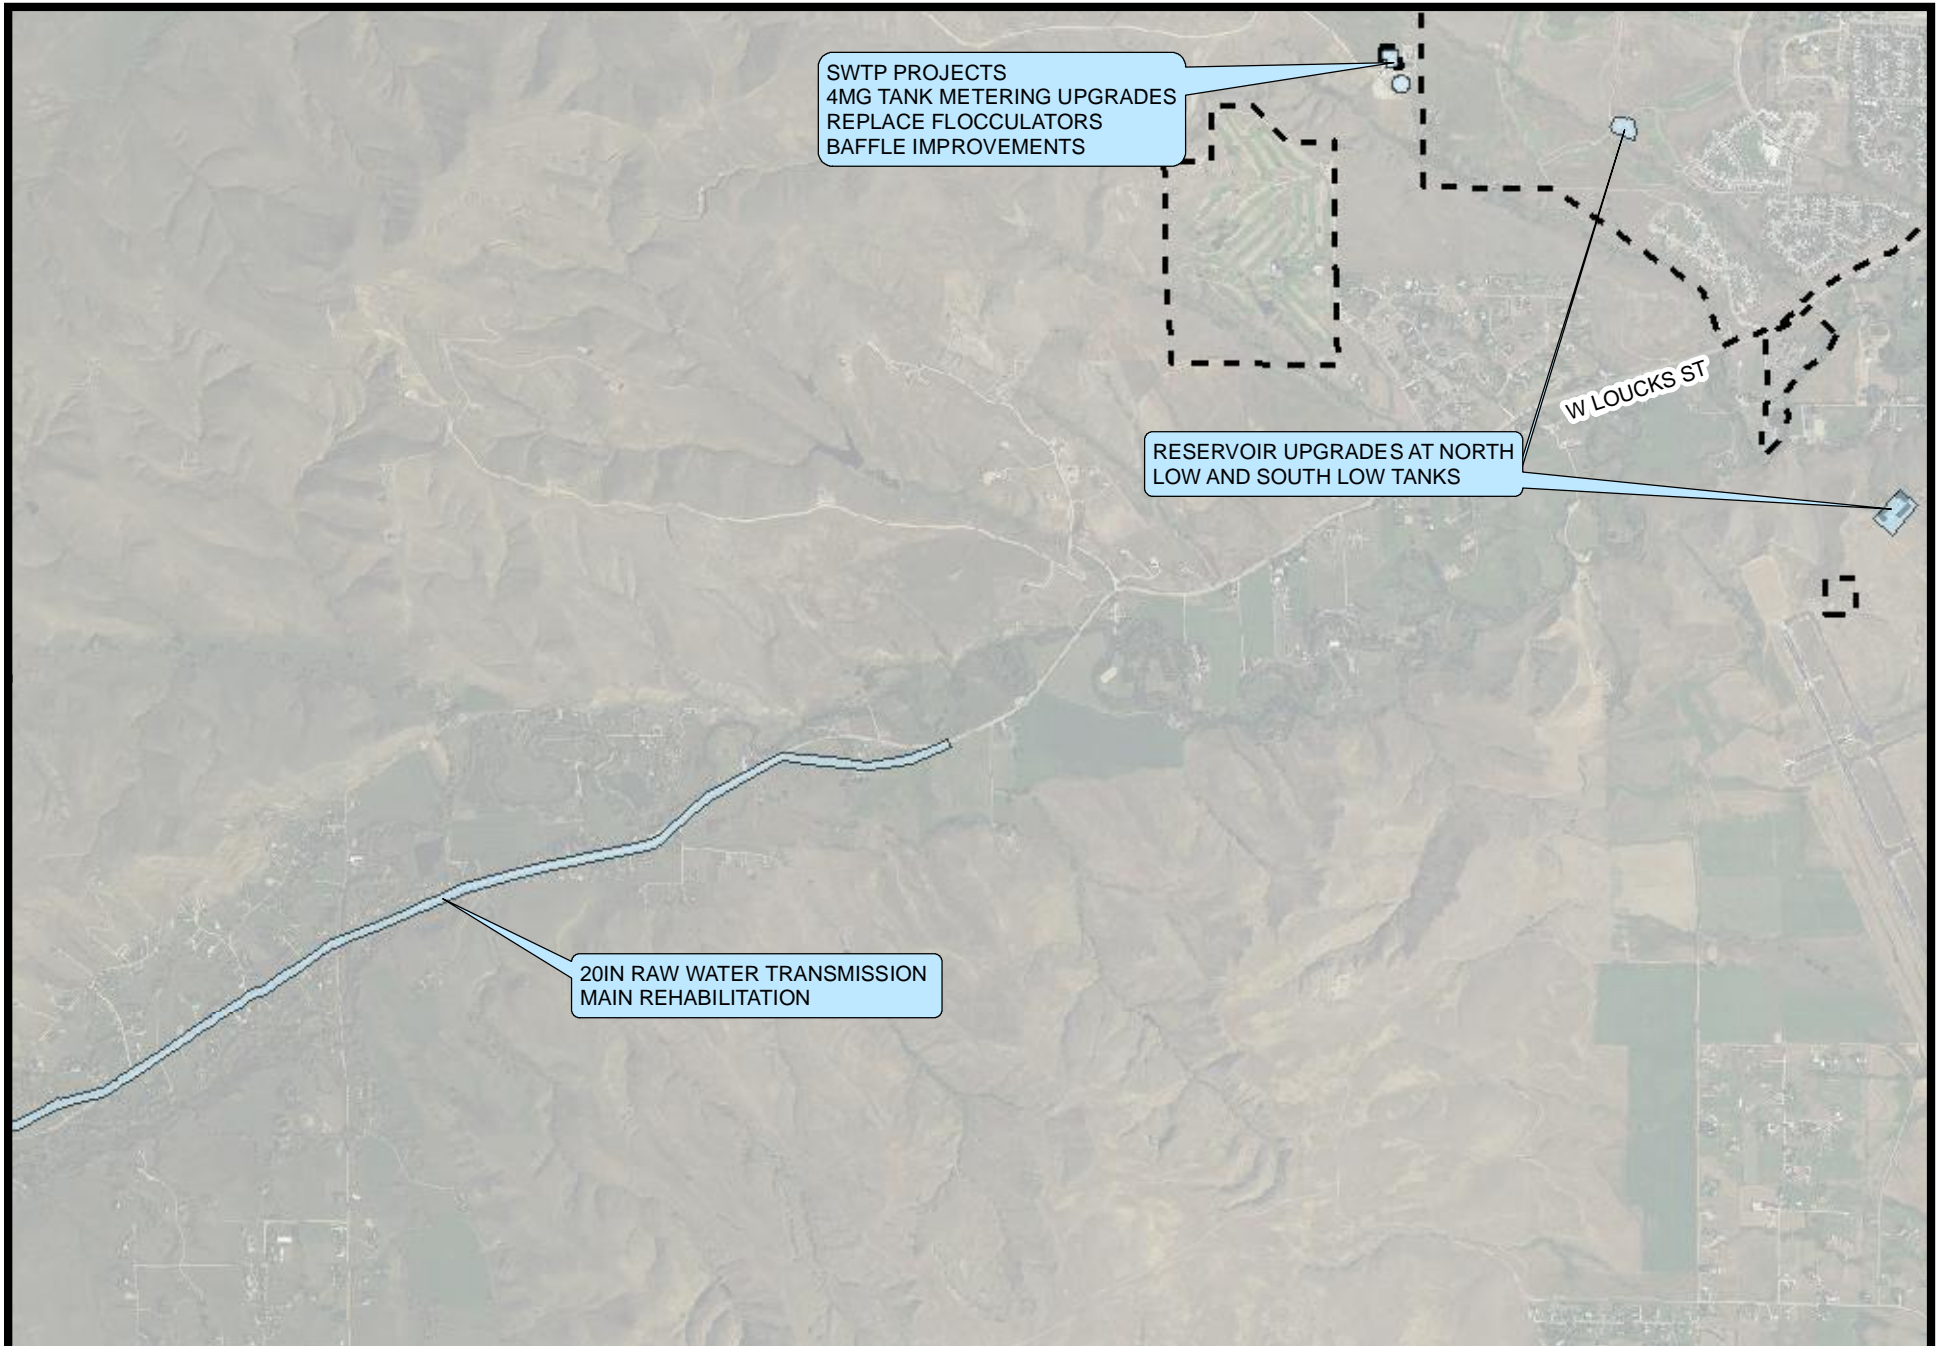 SWTP PROJECTS
4MG TANK METERING UPGRADES
REPLACE FLOCCULATORS
BAFFLE IMPROVEMENTS
W LOUCKS ST
RESERVOIR UPGRADES AT NORTH
LOW AND SOUTH LOW TANKS
20IN RAW WATER TRANSMISSION
MAIN REHABILITATION